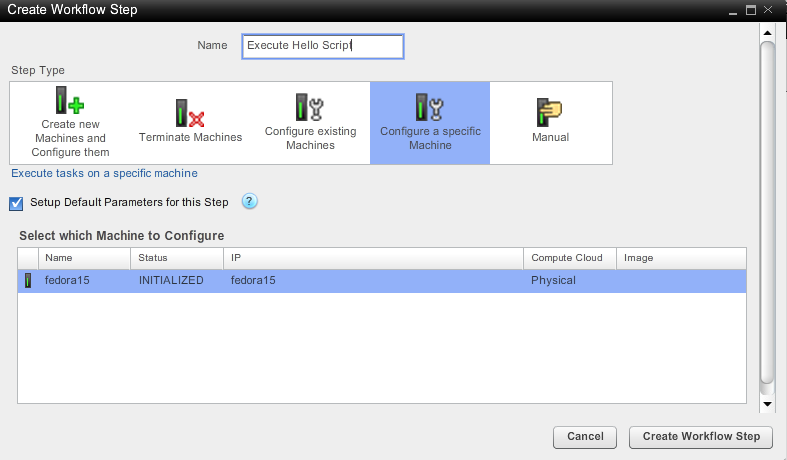 Create Workflow Step
Name Execute Hello Script
Step Type
Create new
Machines and
Configure them
Terminate Machines
Configure existing
Machines
Configure a specific
Machine
Manual
Execute tasks on a specific machine
Setup Default Parameters for this Step ?
Select which Machine to Configure
Name Status IP Compute Cloud Image
fedora15 INITIALIZED fedora15 Physical
Cancel Create Workflow Step